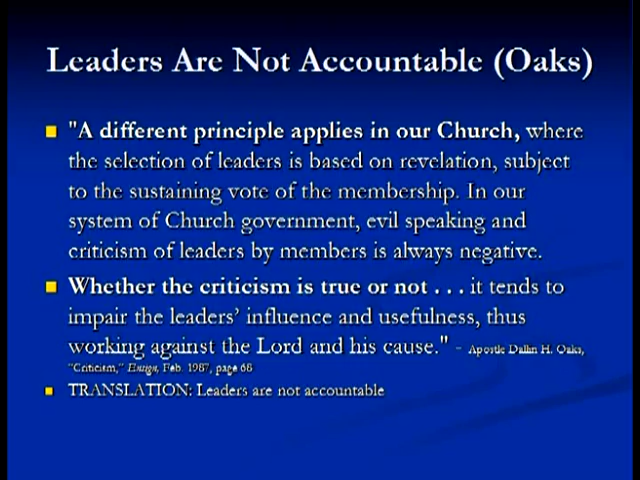 Leaders Are Not Accountable (Oaks)
"A different principle applies in our Church, where
the selection of leaders is based on revelation, subject
to the sustaining vote of the membership. In our
system of Church government, evil speaking and
criticism of leaders by members is always negative.
Whether the criticism is true or not . . . it tends to
impair the leaders' influence and usefulness, thus
working against the Lord and his cause." - Apostle Dallin H. Oaks,
"Criticism," Ensign, Feb. 1987, page 68
TRANSLATION: Leaders are not accountable